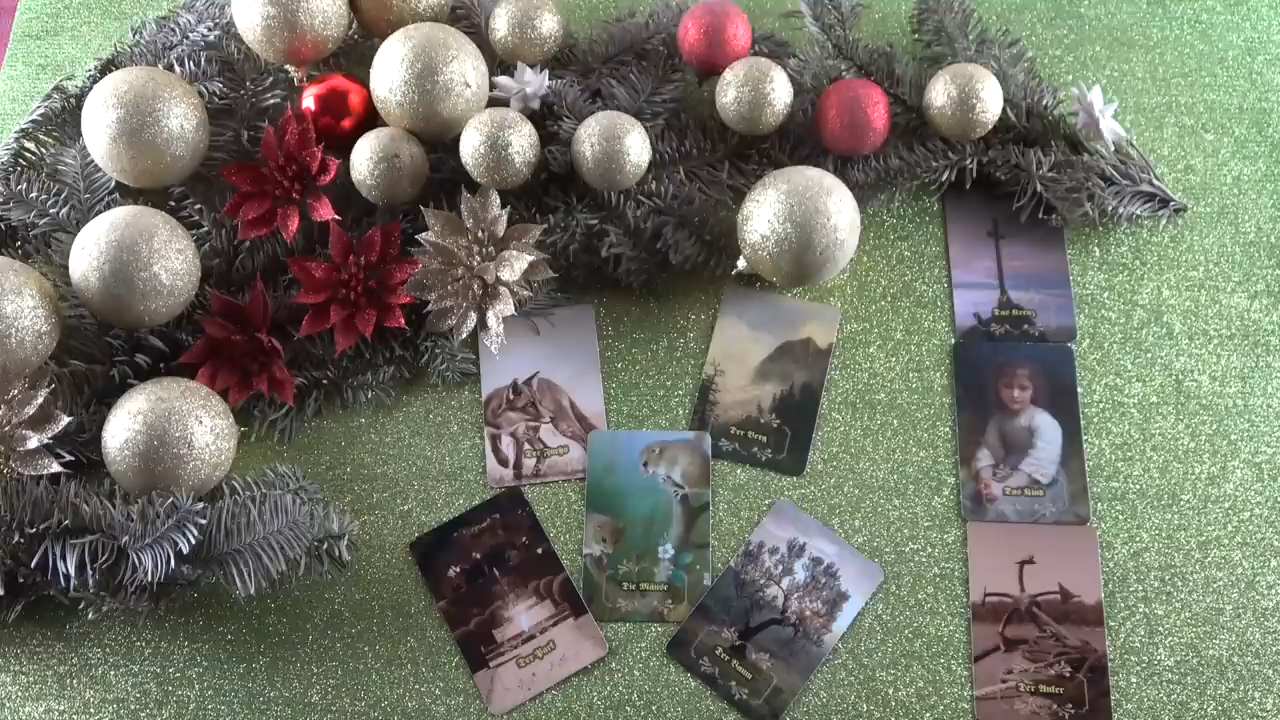 Das Kreuz
Der Fuchs
Der Berg
Das Kind
Die Mäuse
Der Park
Der Baum
Der Anker